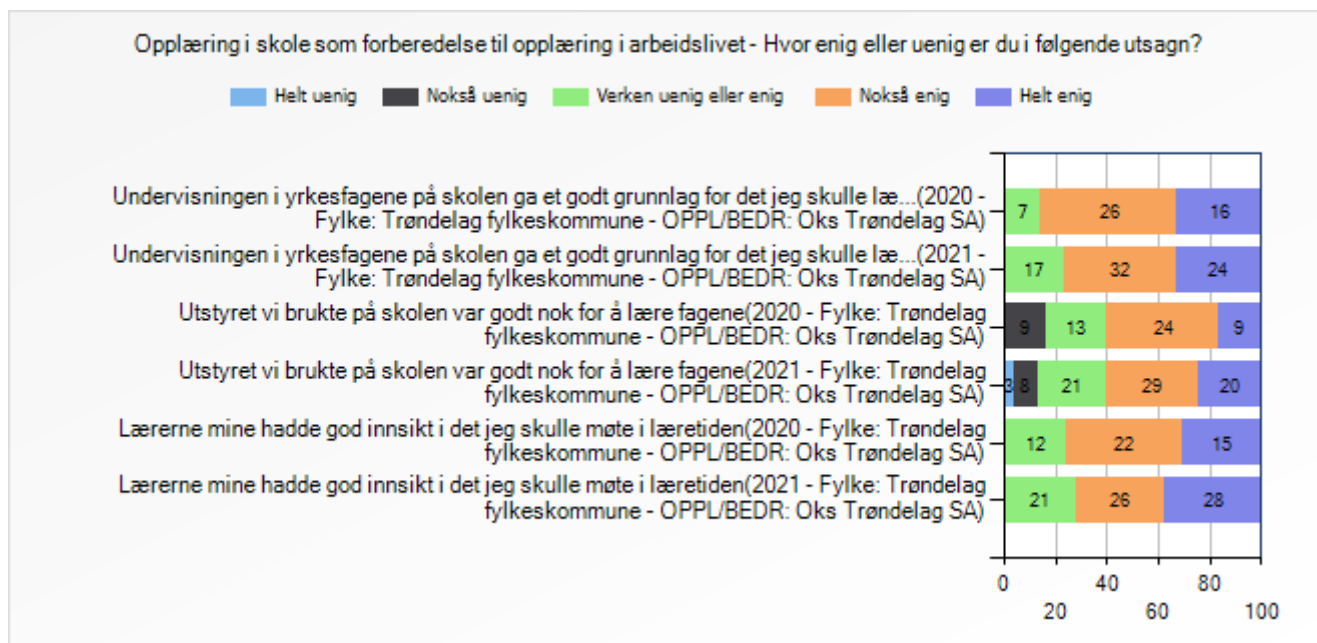 Opplæring i skole som forberedelse til opplæring i arbeidslivet - Hvor enig eller uenig er du i følgende utsagn?
Helt uenig Nokså uenig Verken uenig eller enig Nokså enig Helt enig
Undervisningen i yrkesfagene på skolen ga et godt grunnlag for det jeg skulle læ...(2020 -
Fylke: Trøndelag fylkeskommune - OPPL/BEDR: Oks Trøndelag SA)
7 26 16
Undervisningen i yrkesfagene på skolen ga et godt grunnlag for det jeg skulle læ...(2021 -
Fylke: Trøndelag fylkeskommune - OPPL/BEDR: Oks Trøndelag SA)
17 32 24
Utstyret vi brukte på skolen var godt nok for å lære fagene(2020 - Fylke: Trøndelag
fylkeskommune - OPPL/BEDR: Oks Trøndelag SA)
9 13 24 9
Utstyret vi brukte på skolen var godt nok for å lære fagene(2021 - Fylke: Trøndelag
fylkeskommune - OPPL/BEDR: Oks Trøndelag SA)
3 8 21 29 20
Lærerne mine hadde god innsikt i det jeg skulle møte i læretiden(2020 - Fylke: Trøndelag
fylkeskommune - OPPL/BEDR: Oks Trøndelag SA)
12 22 15
Lærerne mine hadde god innsikt i det jeg skulle møte i læretiden(2021 - Fylke: Trøndelag
fylkeskommune - OPPL/BEDR: Oks Trøndelag SA)
21 26 28
0 40 80
20 60 100